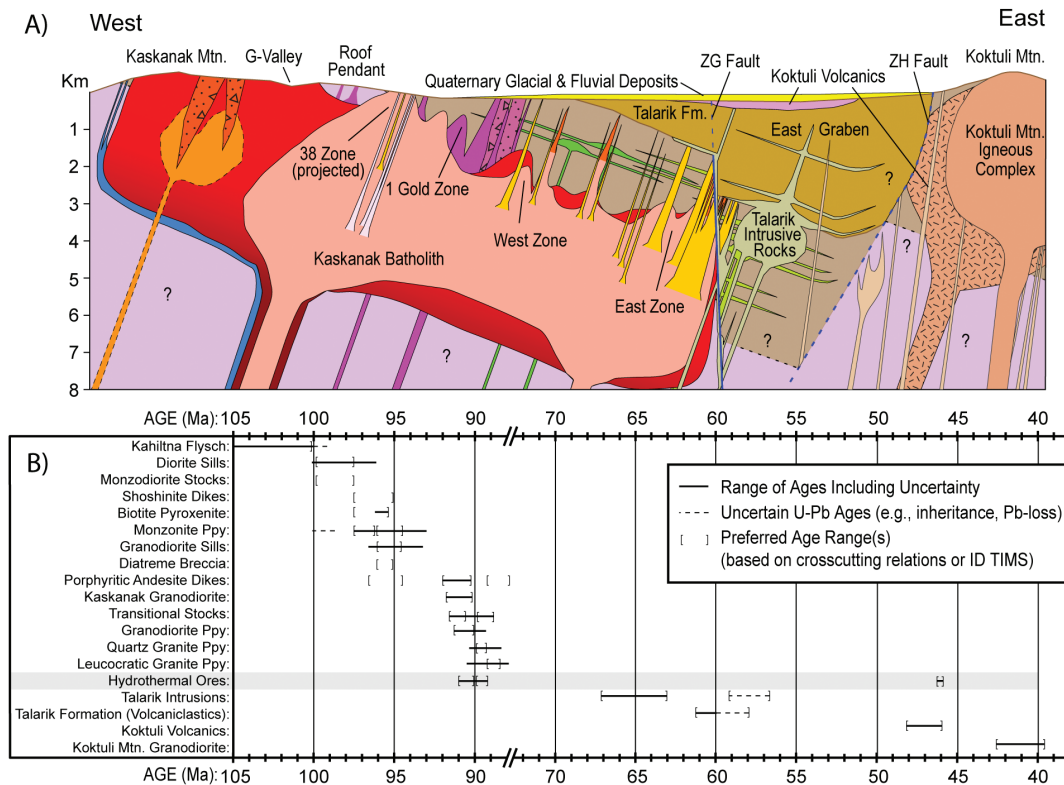 A)
West
East
Kaskanak Mtn.
G-Valley
Roof
Pendant
Quaternary Glacial & Fluvial Deposits
ZG Fault
Koktuli Volcanics
ZH Fault
Koktuli Mtn.
Km
1
2
3
4
5
6
7
8
38 Zone
(projected)
1 Gold Zone
Talarik Fm.
East Graben
Koktuli Mtn.
Igneous
Complex
West Zone
Kaskanak Batholith
East Zone
Talarik
Intrusive
Rocks
?
?
?
?
?
?
AGE (Ma): 105 100 95 90 70 65 60 55 50 45 40
B)
Kahiltna Flysch:
Diorite Sills:
Monzodiorite Stocks:
Shoshinite Dikes:
Biotite Pyroxenite:
Monzonite Ppy:
Granodiorite Sills:
Diatreme Breccia:
Porphyritic Andesite Dikes:
Kaskanak Granodiorite:
Transitional Stocks:
Granodiorite Ppy:
Quartz Granite Ppy:
Leucocratic Granite Ppy:
Hydrothermal Ores:
Talarik Intrusions:
Talarik Formation (Volcaniclastics):
Koktuli Volcanics:
Koktuli Mtn. Granodiorite:
Range of Ages Including Uncertainty
Uncertain U-Pb Ages (e.g., inheritance, Pb-loss)
[ ] Preferred Age Range(s)
(based on crosscutting relations or ID TIMS)
AGE (Ma): 105 100 95 90 70 65 60 55 50 45 40